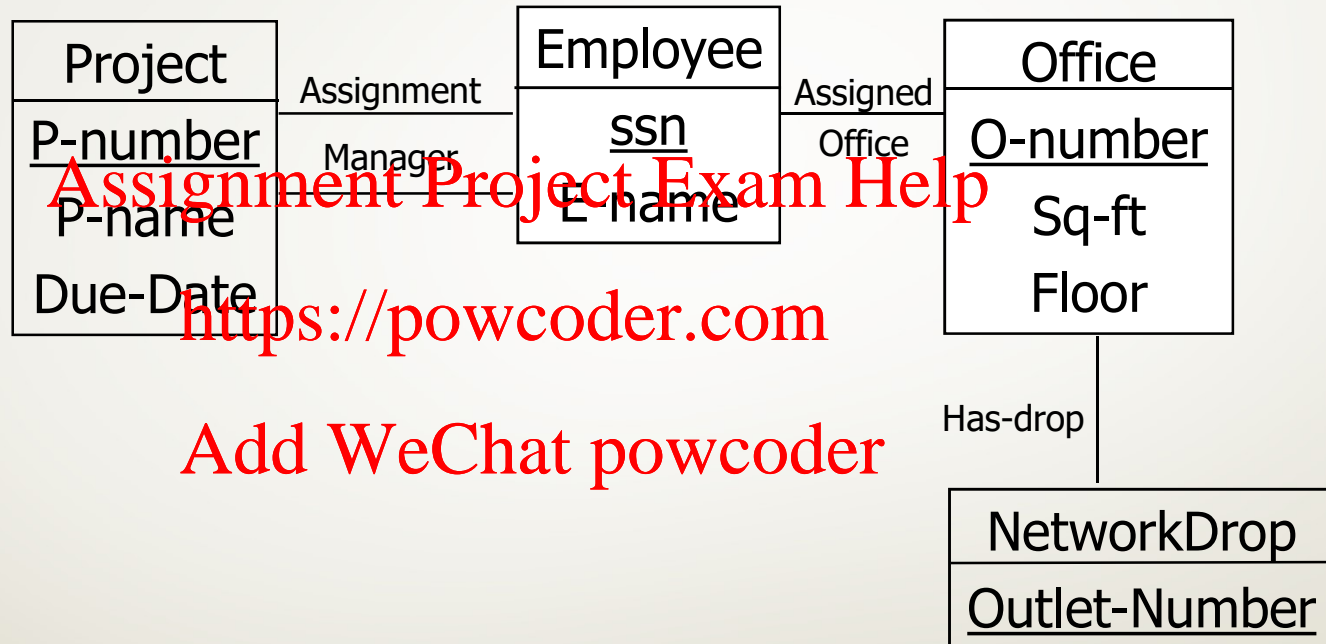 Project
P-number
P-name
Due-Date
Assignment
Manager
Employee
ssn
E-name
Assigned
Office
Office
O-number
Sq-ft
Floor
Has-drop
NetworkDrop
Outlet-Number
Assignment Project Exam Help
https://powcoder.com
Add WeChat powcoder